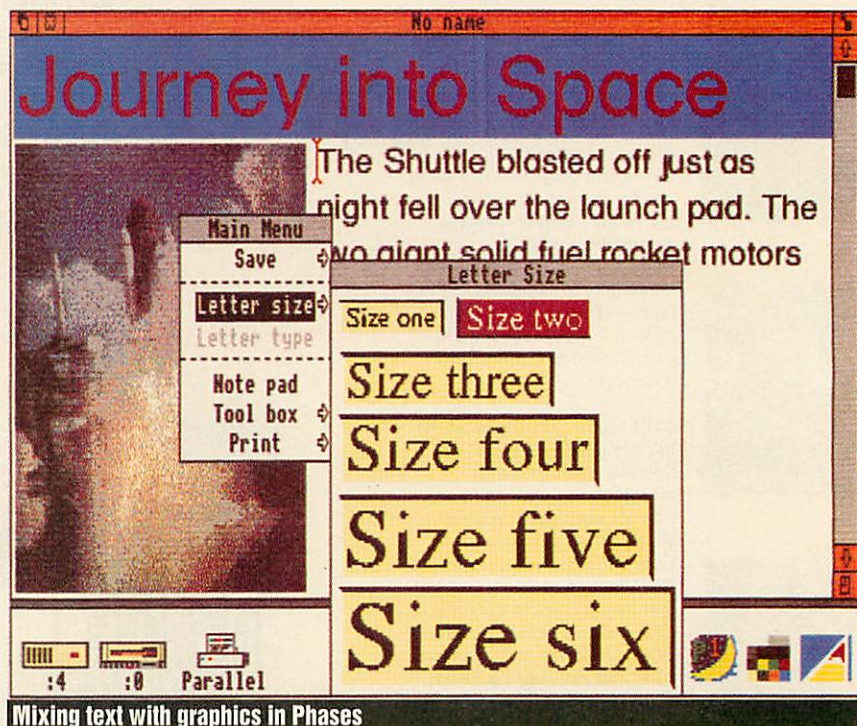 No name
Journey into Space
The Shuttle blasted off just as
night fell over the launch pad. The
two giant solid fuel rocket motors
Main Menu
Save
Letter size
Letter type
Note pad
Tool box
Print
Letter Size
Size one
Size two
Size three
Size four
Size five
Size six
:4
:0
Parallel
Mixing text with graphics in Phases